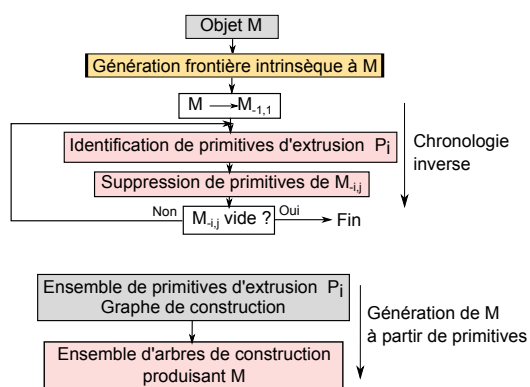 Objet M
Génération frontière intrinsèque à M
M → M-1,1
Identification de primitives d'extrusion Pi
Suppression de primitives de M-i,j
Non
M-i,j vide ?
Oui
Fin
Chronologie
inverse
Ensemble de primitives d'extrusion Pi
Graphe de construction
Génération de M
à partir de primitives
Ensemble d'arbres de construction
produisant M